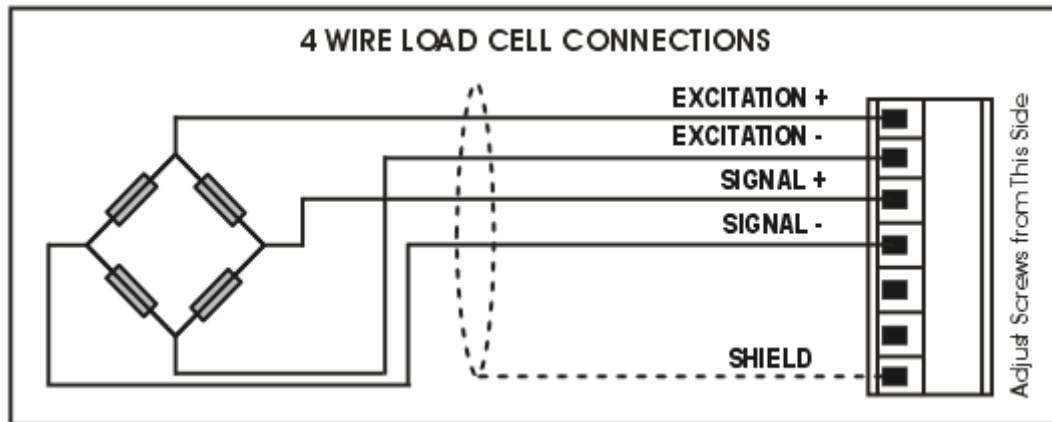 4 WIRE LOAD CELL CONNECTIONS
EXCITATION +
EXCITATION -
SIGNAL +
SIGNAL -
SHIELD
Adjust Screws from This Side